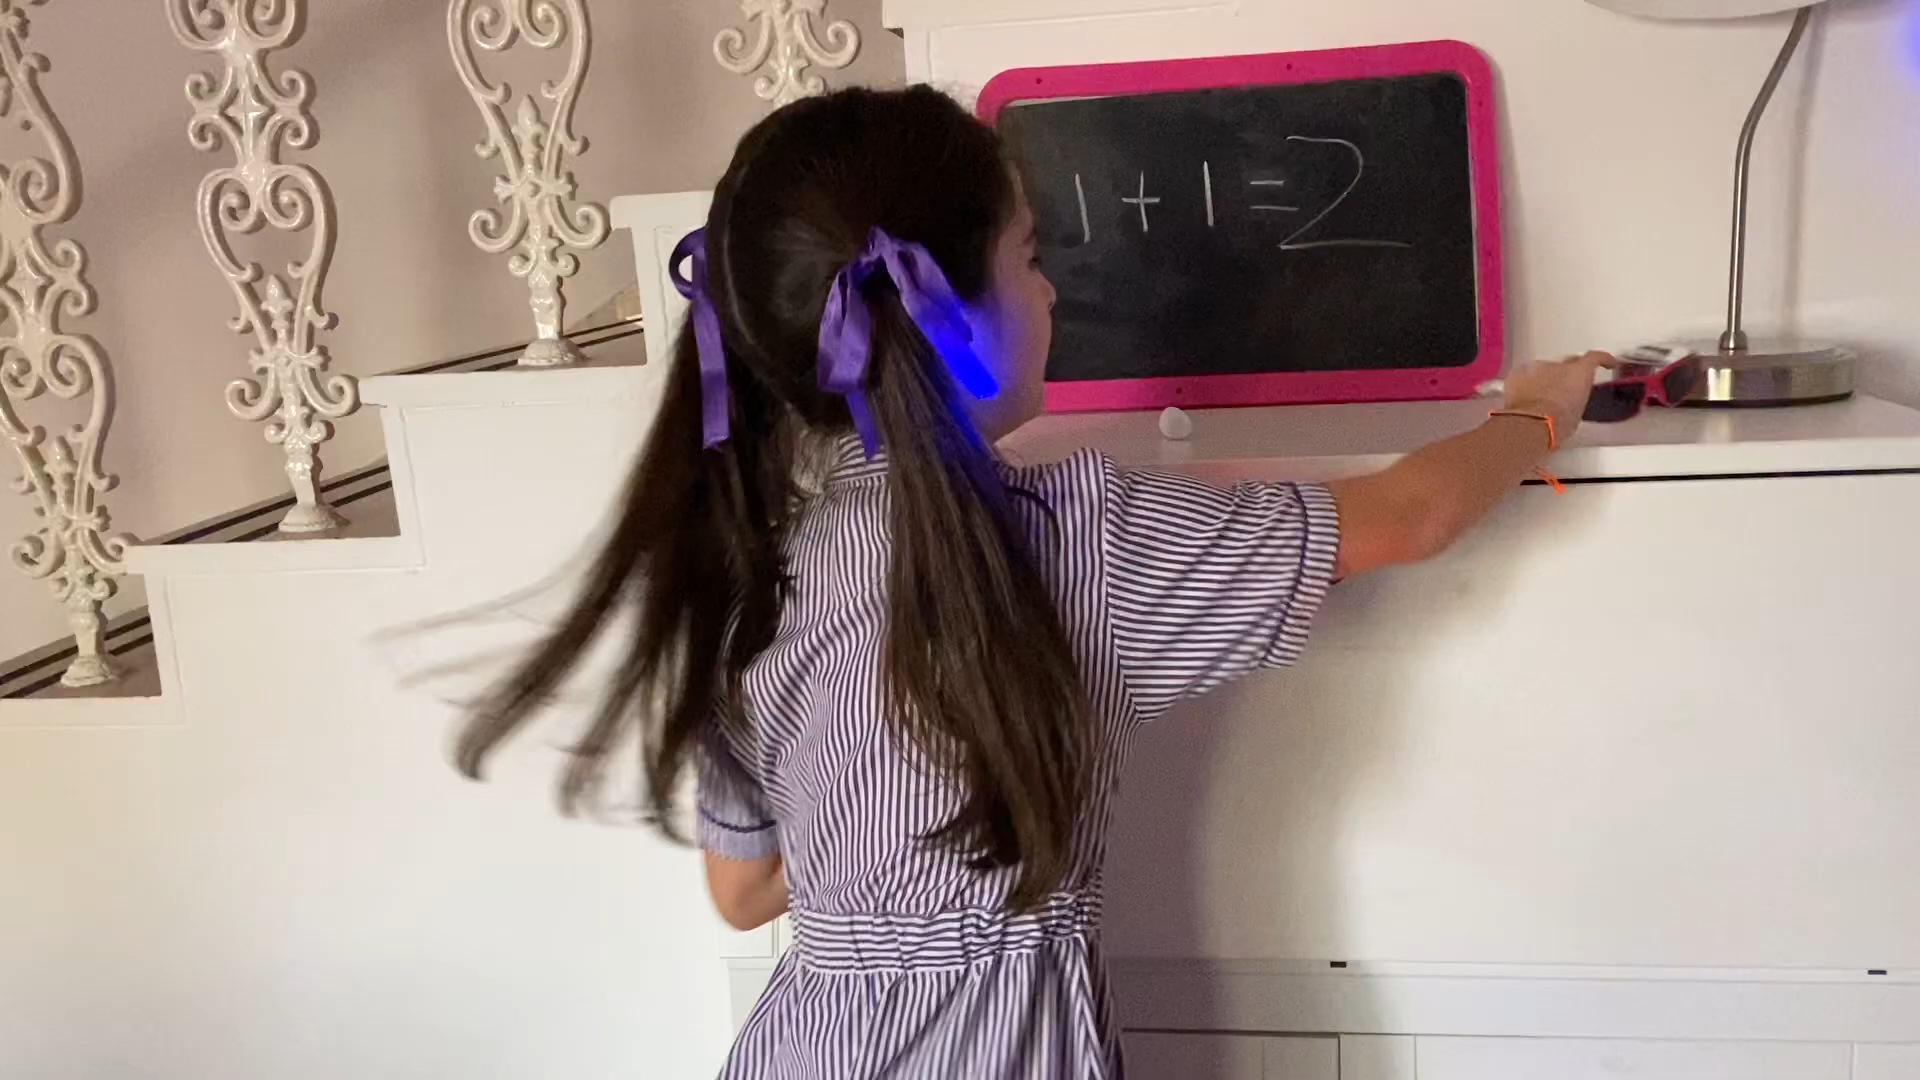 1 + 1 = 2